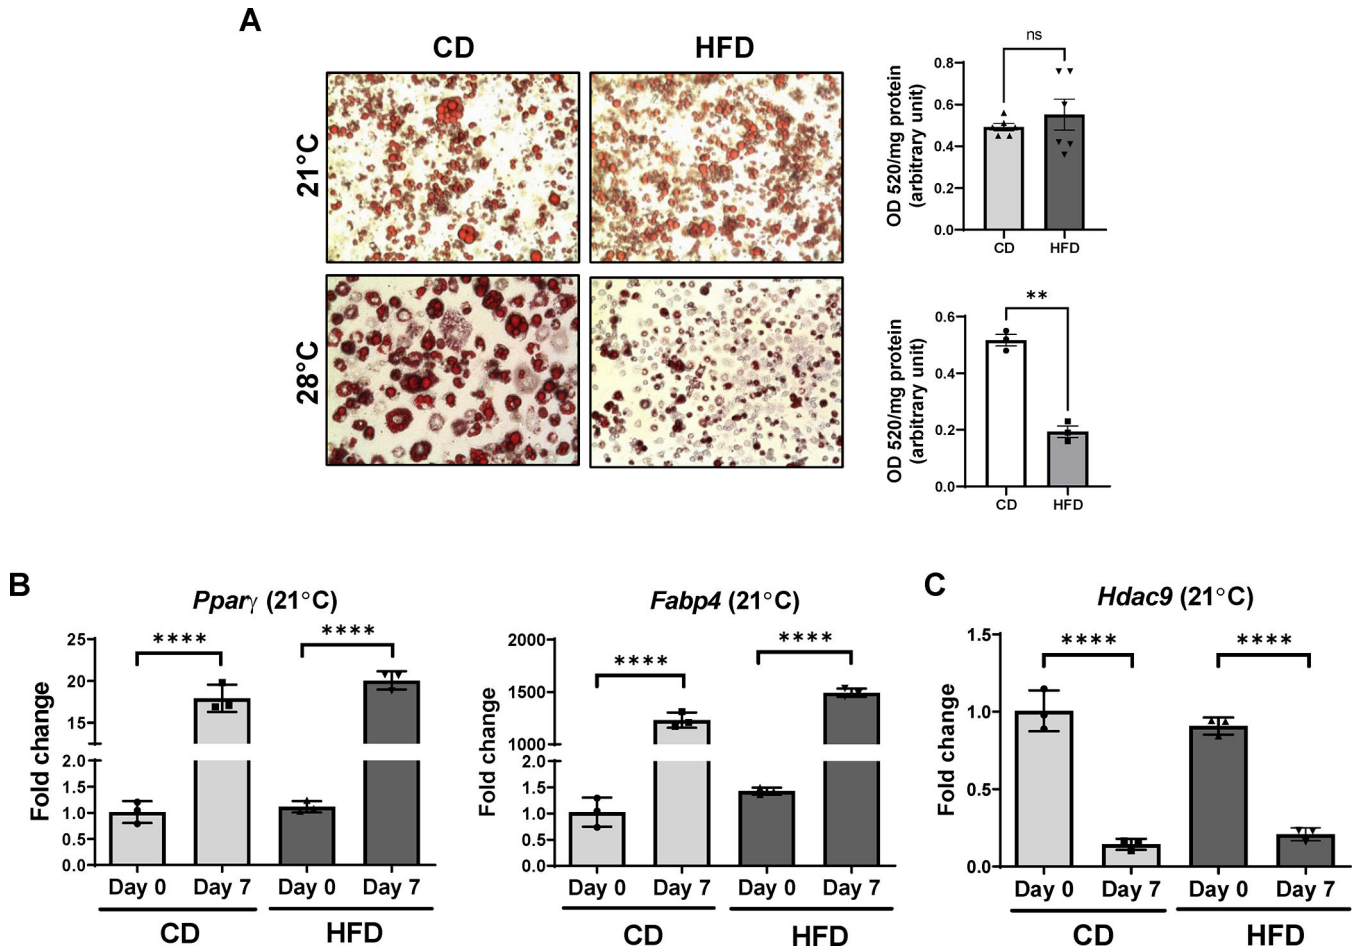 A
CD
HFD
21°C
ns
OD 520/mg protein
(arbitrary unit)
0.8
0.6
0.4
0.2
0.0
CD
HFD
28°C
**
OD 520/mg protein
(arbitrary unit)
0.6
0.4
0.2
0.0
CD
HFD
B
Pparγ (21°C)
Fold change
25
20
15
2.0
1.5
1.0
0.5
0.0
****
****
Day 0
Day 7
Day 0
Day 7
CD
HFD
Fabp4 (21°C)
Fold change
2000
1500
1000
2.0
1.5
1.0
0.5
0.0
****
****
Day 0
Day 7
Day 0
Day 7
CD
HFD
C
Hdac9 (21°C)
Fold change
1.5
1.0
0.5
0.0
****
****
Day 0
Day 7
Day 0
Day 7
CD
HFD